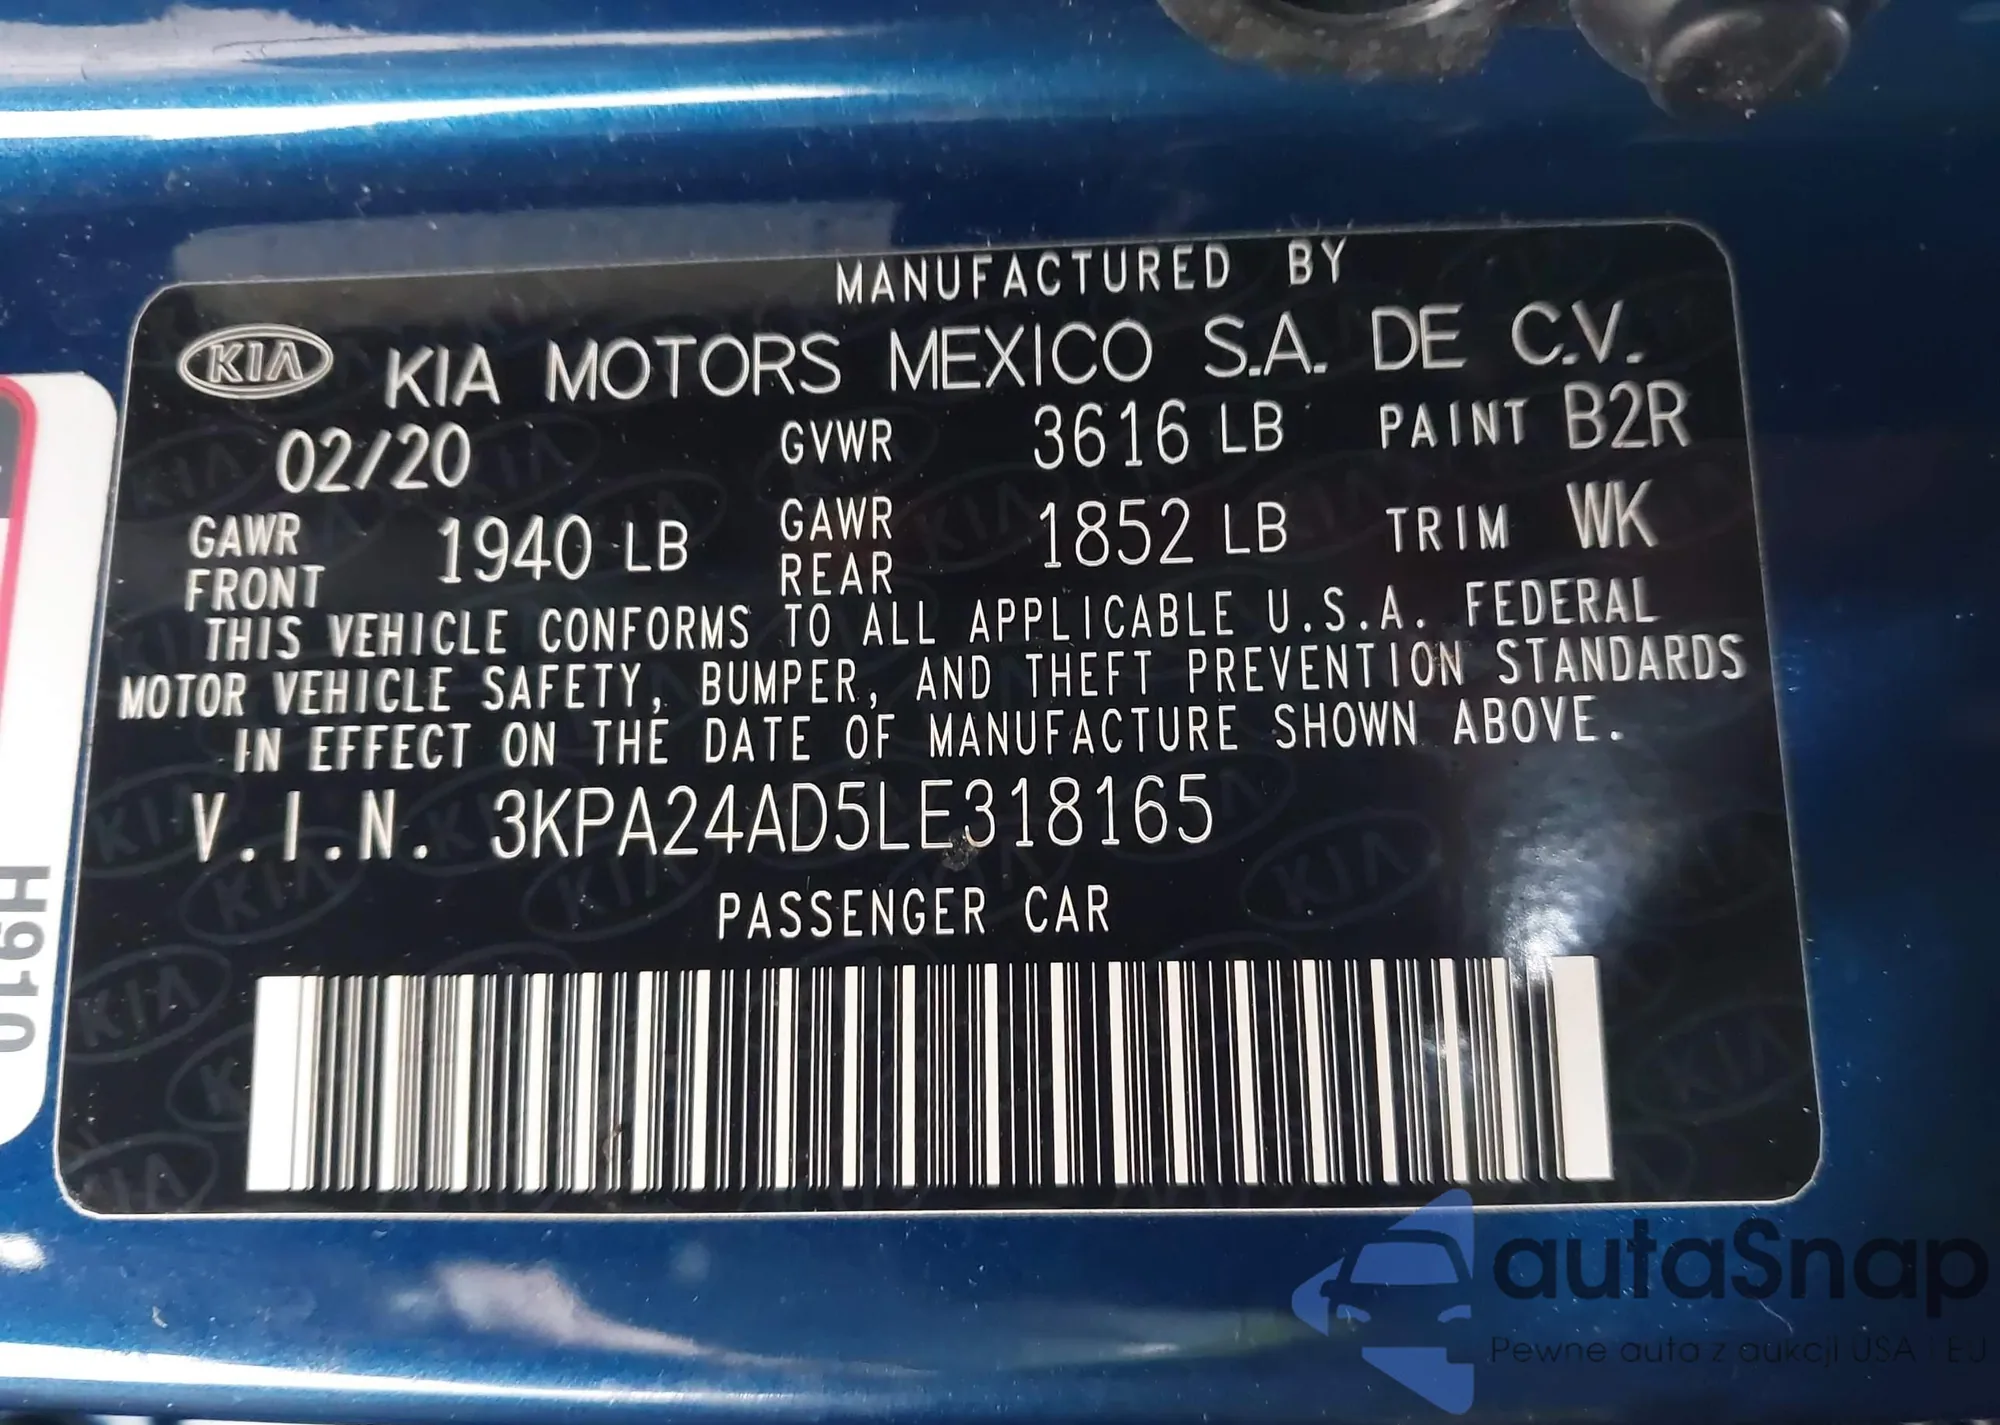 MANUFACTURED BY
KIA KIA MOTORS MEXICO S.A. DE C.V.
02/20 GVWR 3616 LB PAINT B2R
GAWR FRONT 1940 LB GAWR REAR 1852 LB TRIM WK
THIS VEHICLE CONFORMS TO ALL APPLICABLE U.S.A. FEDERAL
MOTOR VEHICLE SAFETY, BUMPER, AND THEFT PREVENTION STANDARDS
IN EFFECT ON THE DATE OF MANUFACTURE SHOWN ABOVE.
V.I.N. 3KPA24AD5LE318165
PASSENGER CAR
H910
autaSnap
Pewne auta z aukcji USA i EU